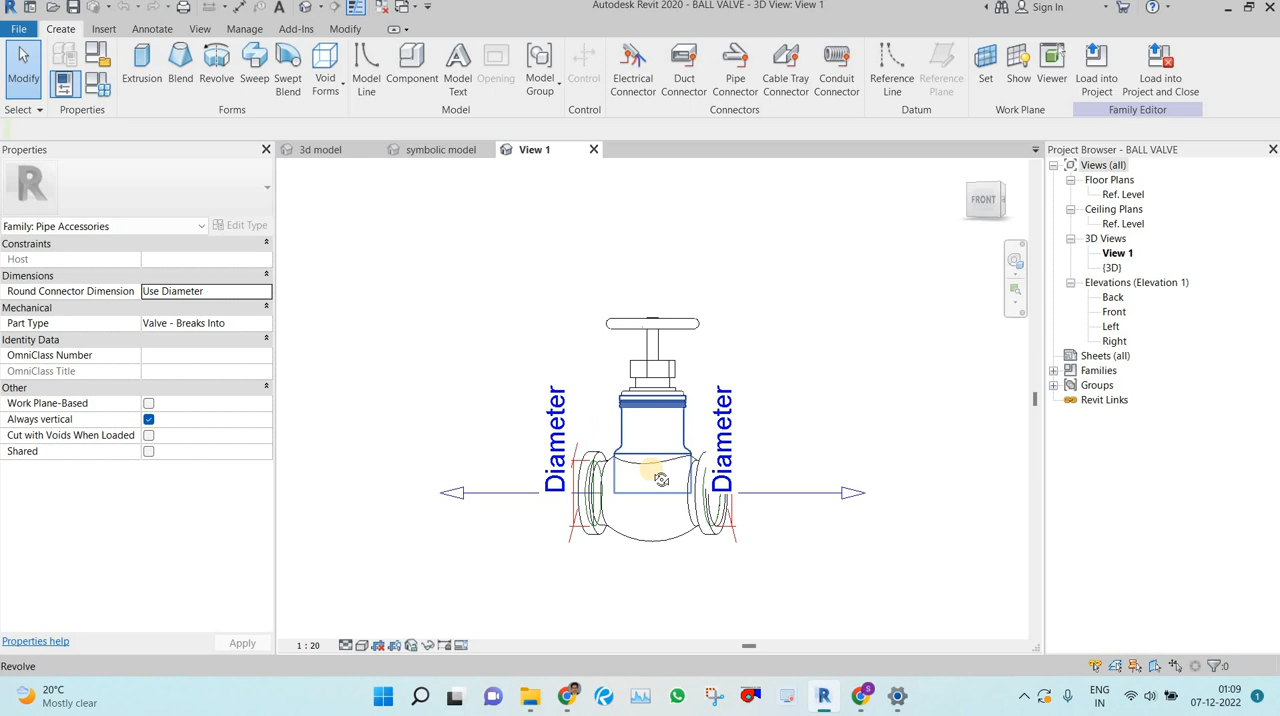 Autodesk Revit 2020 - BALL VALVE - 3D View: View 1
Sign In
File Create Insert Annotate View Manage Add-Ins Modify
Modify
Extrusion Blend Revolve Sweep Swept Blend Void Forms
Model Line Component Model Text Opening Model Group
Control
Electrical Connector Duct Connector Pipe Connector Cable Tray Connector Conduit Connector
Reference Line Reference Plane
Set Show Viewer
Load into Project Load into Project and Close
Select Properties Forms Model Control Connectors Datum Work Plane Family Editor
Properties
3d model symbolic model View 1
Project Browser - BALL VALVE
R
Family: Pipe Accessories Edit Type
Constraints
Host
Dimensions
Round Connector Dimension Use Diameter
Mechanical
Part Type Valve - Breaks Into
Identity Data
OmniClass Number
OmniClass Title
Other
Work Plane-Based
Always vertical
Cut with Voids When Loaded
Shared
Properties help Apply
FRONT
Diameter
Diameter
Views (all)
Floor Plans
Ref. Level
Ceiling Plans
Ref. Level
3D Views
View 1
{3D}
Elevations (Elevation 1)
Back
Front
Left
Right
Sheets (all)
Families
Groups
Revit Links
1 : 20
Revolve
:0
20°C
Mostly clear
ENG
IN
01:09
07-12-2022
1